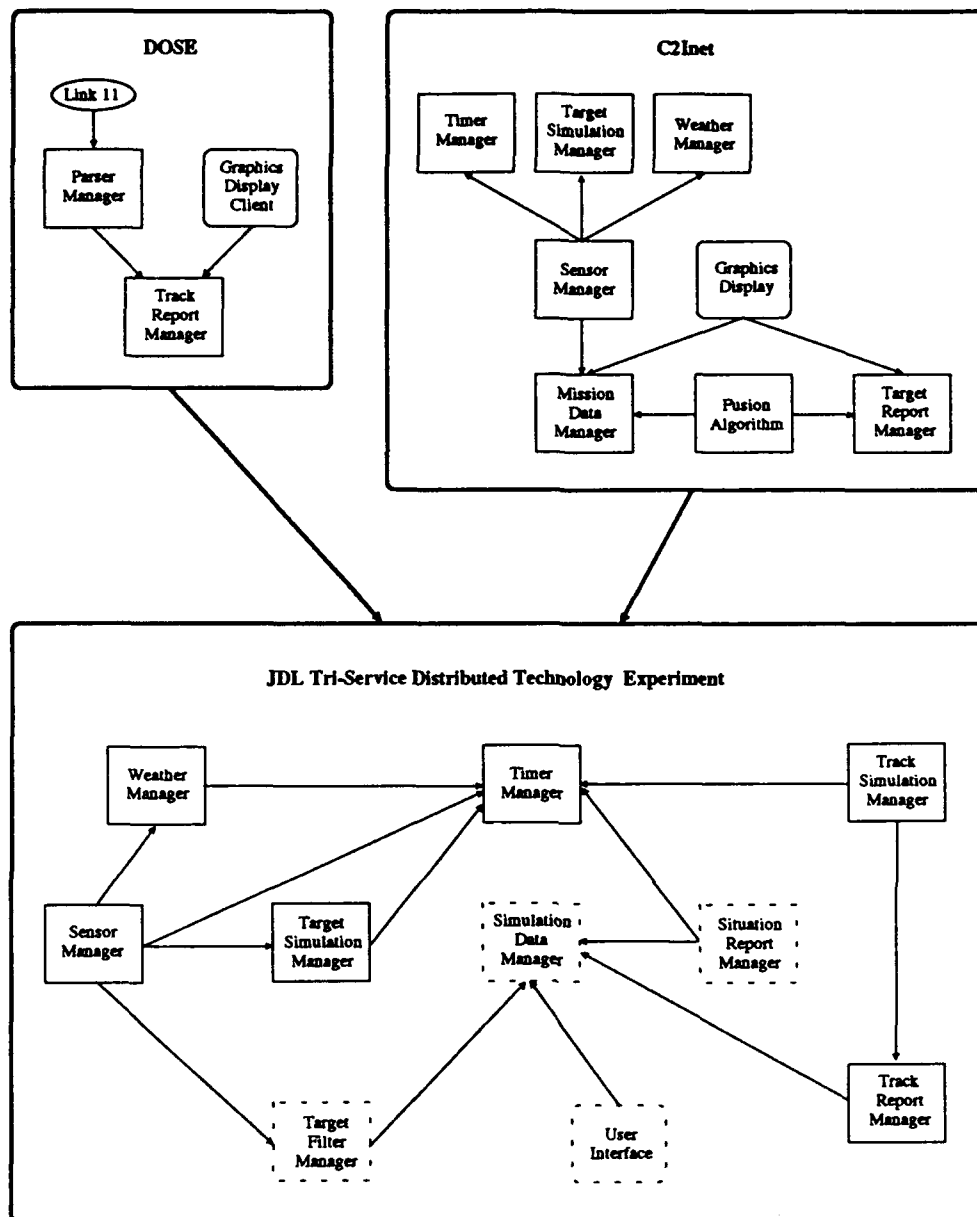 DOSE
Link 11
Parser
Manager
Graphics
Display
Client
Track
Report
Manager
C2Inet
Timer
Manager
Target
Simulation
Manager
Weather
Manager
Sensor
Manager
Graphics
Display
Mission
Data
Manager
Pusion
Algorithm
Target
Report
Manager
JDL Tri-Service Distributed Technology Experiment
Weather
Manager
Timer
Manager
Track
Simulation
Manager
Sensor
Manager
Target
Simulation
Manager
Simulation
Data
Manager
Situation
Report
Manager
Target
Filter
Manager
User
Interface
Track
Report
Manager